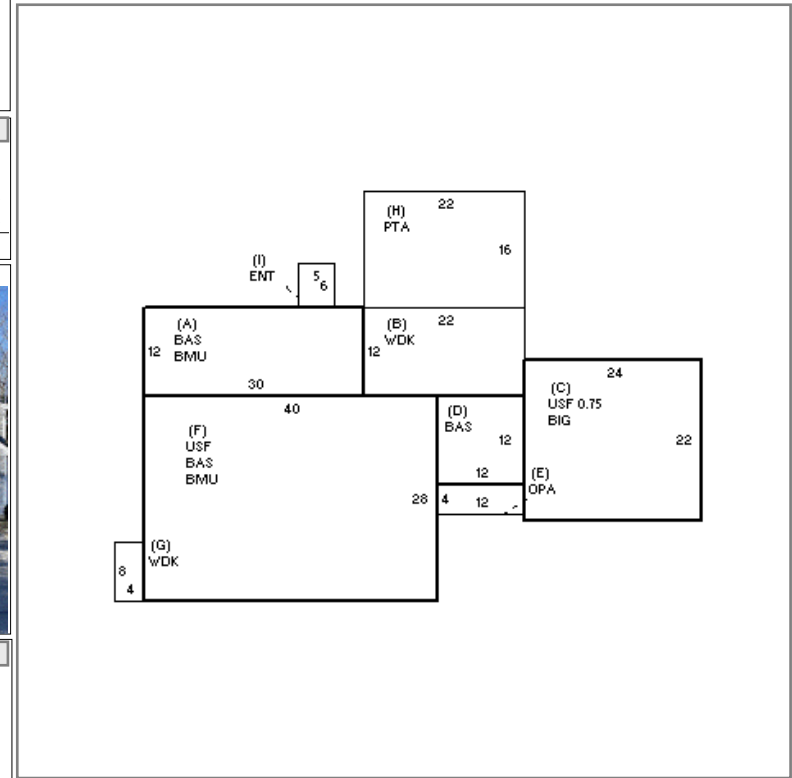 (H)
PTA
22
16
(I)
ENT
5
6
(A)
BAS
BMU
12
30
(B)
WDK
22
12
(C)
USF 0.75
BIG
24
22
(D)
BAS
12
12
(E)
OPA
4
12
(F)
USF
BAS
BMU
40
28
(G)
WDK
8
4